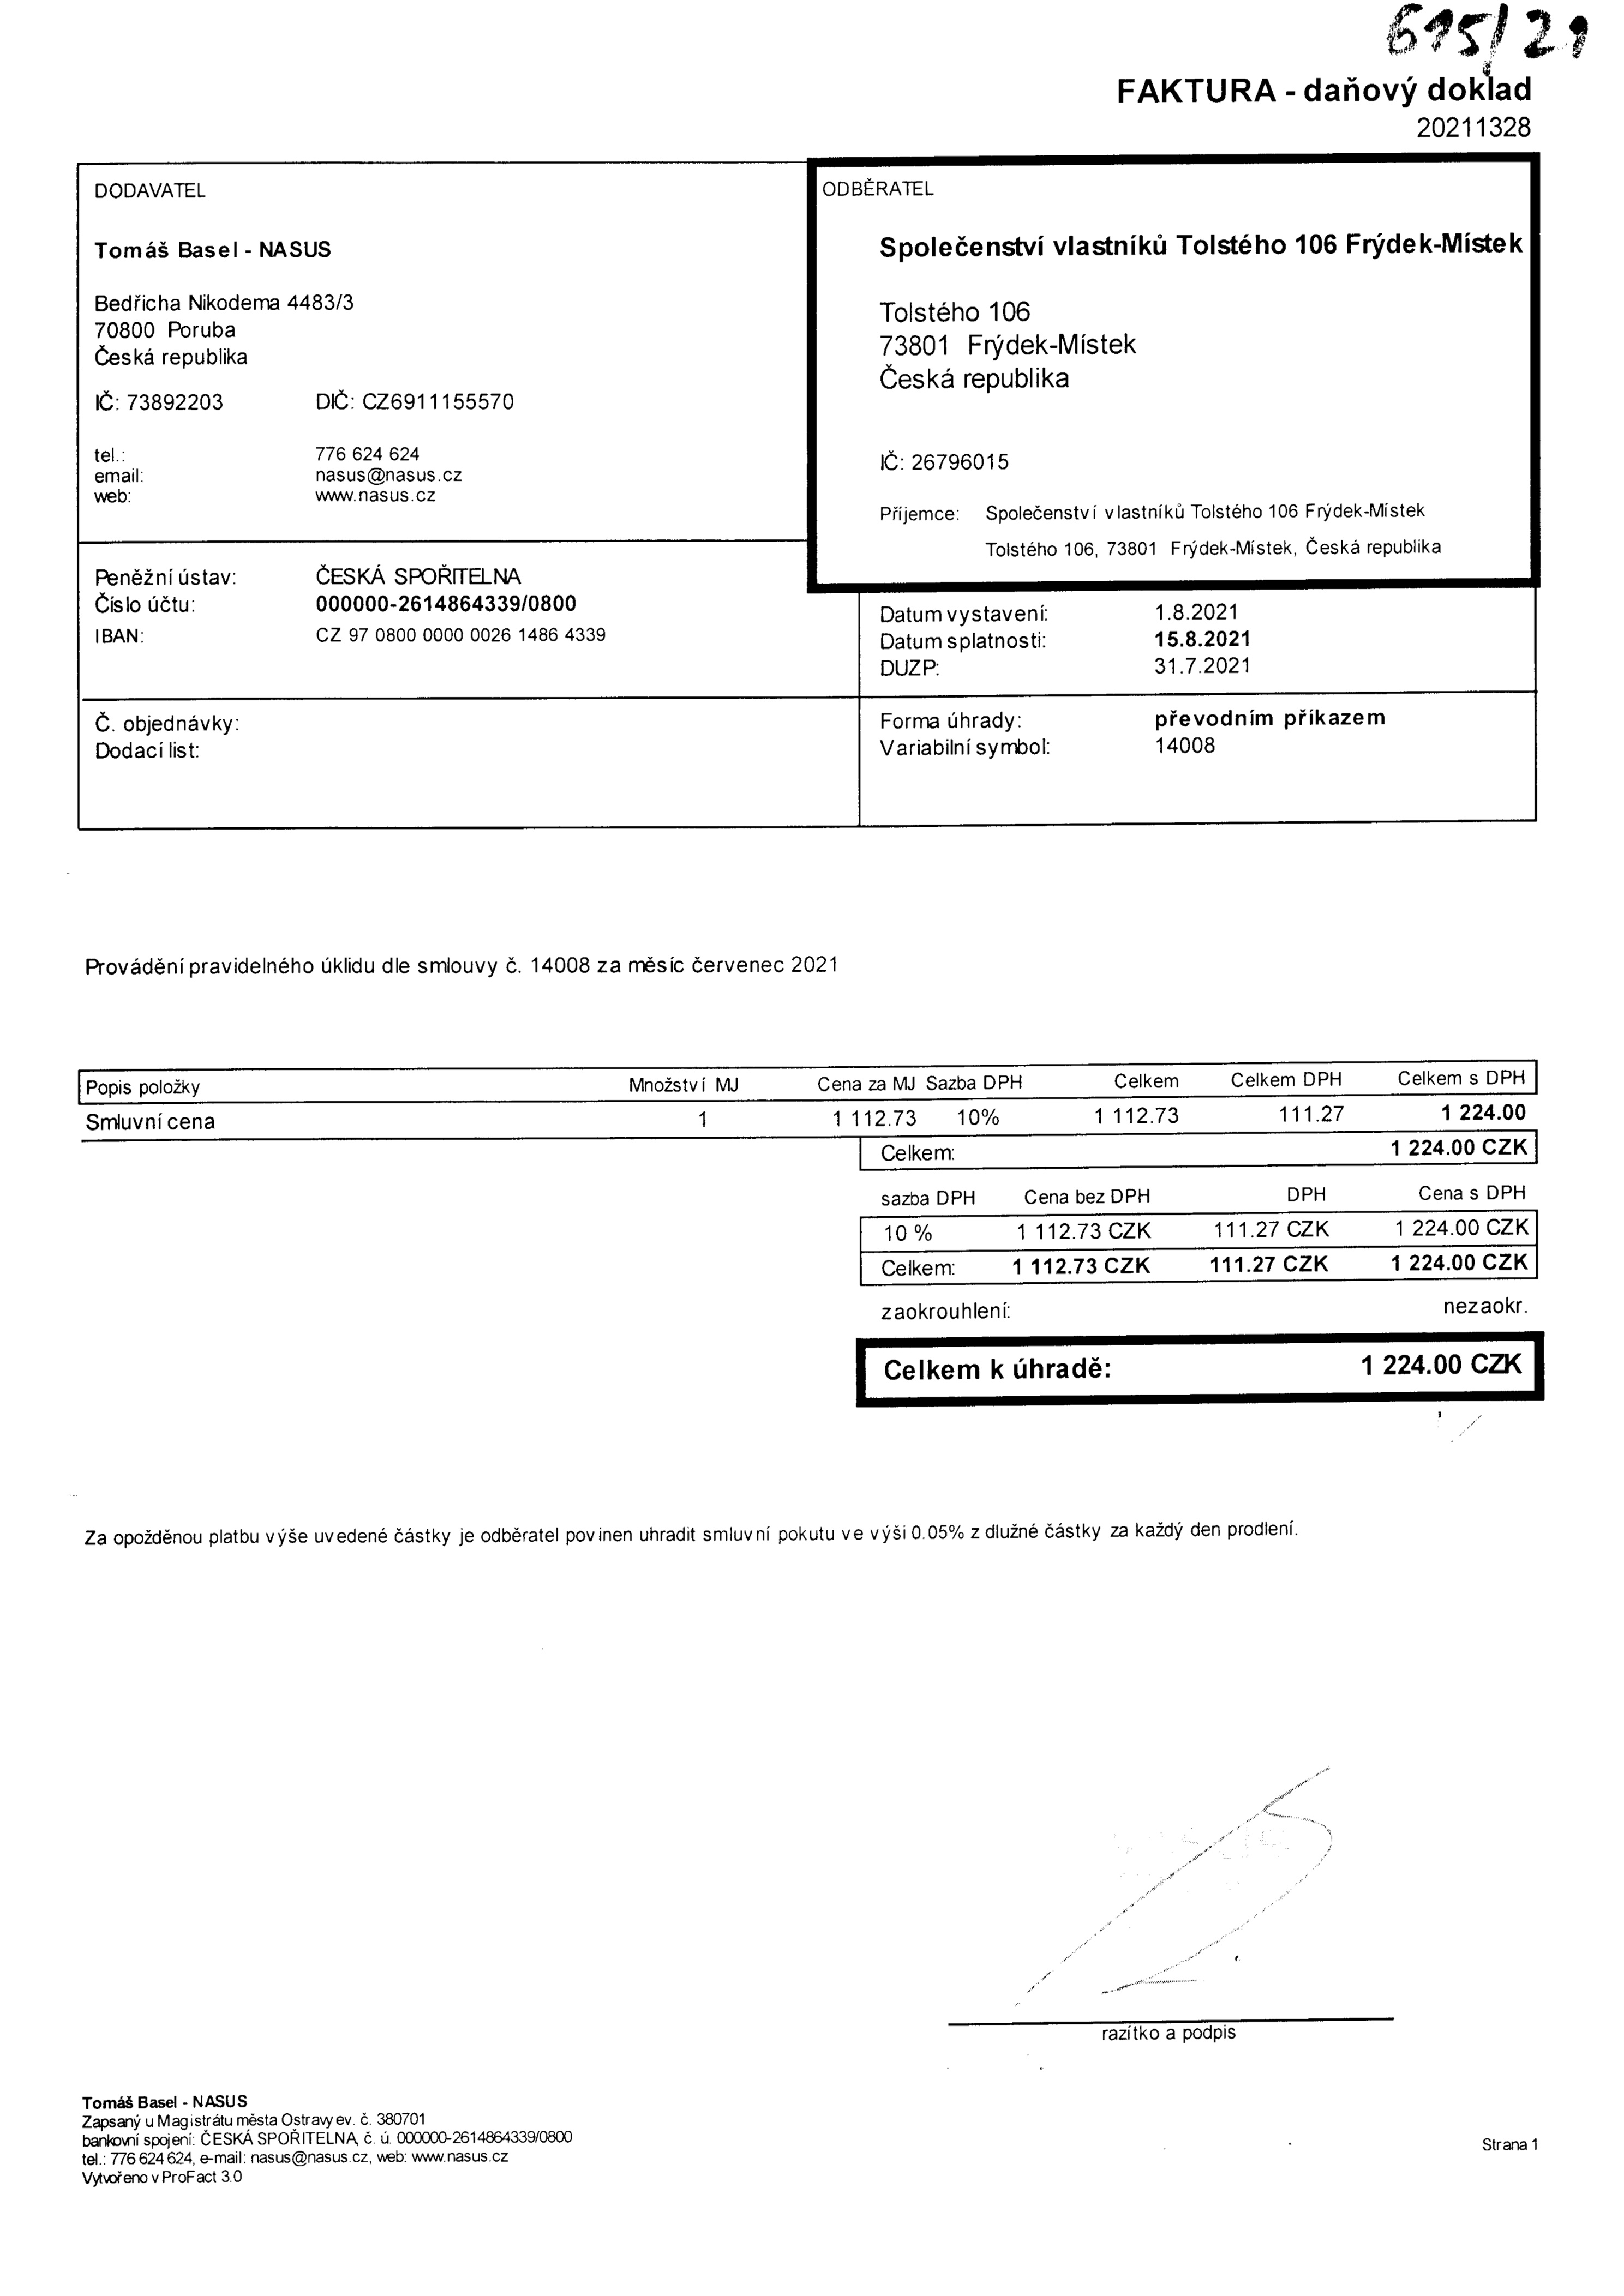 615/21
FAKTURA - daňový doklad
20211328
DODAVATEL
Tomáš Basel - NASUS
Bedřicha Nikodema 4483/3
70800 Poruba
Česká republika
IČ: 73892203 DIČ: CZ6911155570
tel.: 776 624 624
email: nasus@nasus.cz
web: www.nasus.cz
ODBĚRATEL
Společenství vlastníků Tolstého 106 Frýdek-Místek
Tolstého 106
73801 Frýdek-Místek
Česká republika
IČ: 26796015
Příjemce: Společenství vlastníků Tolstého 106 Frýdek-Místek
Tolstého 106, 73801 Frýdek-Místek, Česká republika
Peněžní ústav: ČESKÁ SPOŘITELNA
Číslo účtu: 000000-2614864339/0800
IBAN: CZ 97 0800 0000 0026 1486 4339
Datum vystavení: 1.8.2021
Datum splatnosti: 15.8.2021
DUZP: 31.7.2021
Č. objednávky:
Dodací list:
Forma úhrady: převodním příkazem
Variabilní symbol: 14008
Provádění pravidelného úklidu dle smlouvy č. 14008 za měsíc červenec 2021
Popis položky Množství MJ Cena za MJ Sazba DPH Celkem Celkem DPH Celkem s DPH
Smluvní cena 1 1 112.73 10% 1 112.73 111.27 1 224.00
Celkem: 1 224.00 CZK
sazba DPH Cena bez DPH DPH Cena s DPH
10 % 1 112.73 CZK 111.27 CZK 1 224.00 CZK
Celkem: 1 112.73 CZK 111.27 CZK 1 224.00 CZK
zaokrouhlení: nezaokr.
Celkem k úhradě: 1 224.00 CZK
Za opožděnou platbu výše uvedené částky je odběratel povinen uhradit smluvní pokutu ve výši 0.05% z dlužné částky za každý den prodlení.
razítko a podpis
Tomáš Basel - NASUS
Zapsaný u Magistrátu města Ostravy ev. č. 380701
bankovní spojení: ČESKÁ SPOŘITELNA, č. ú. 000000-2614864339/0800
tel.: 776 624 624, e-mail: nasus@nasus.cz, web: www.nasus.cz
Vytvořeno v ProFact 3.0
Strana 1